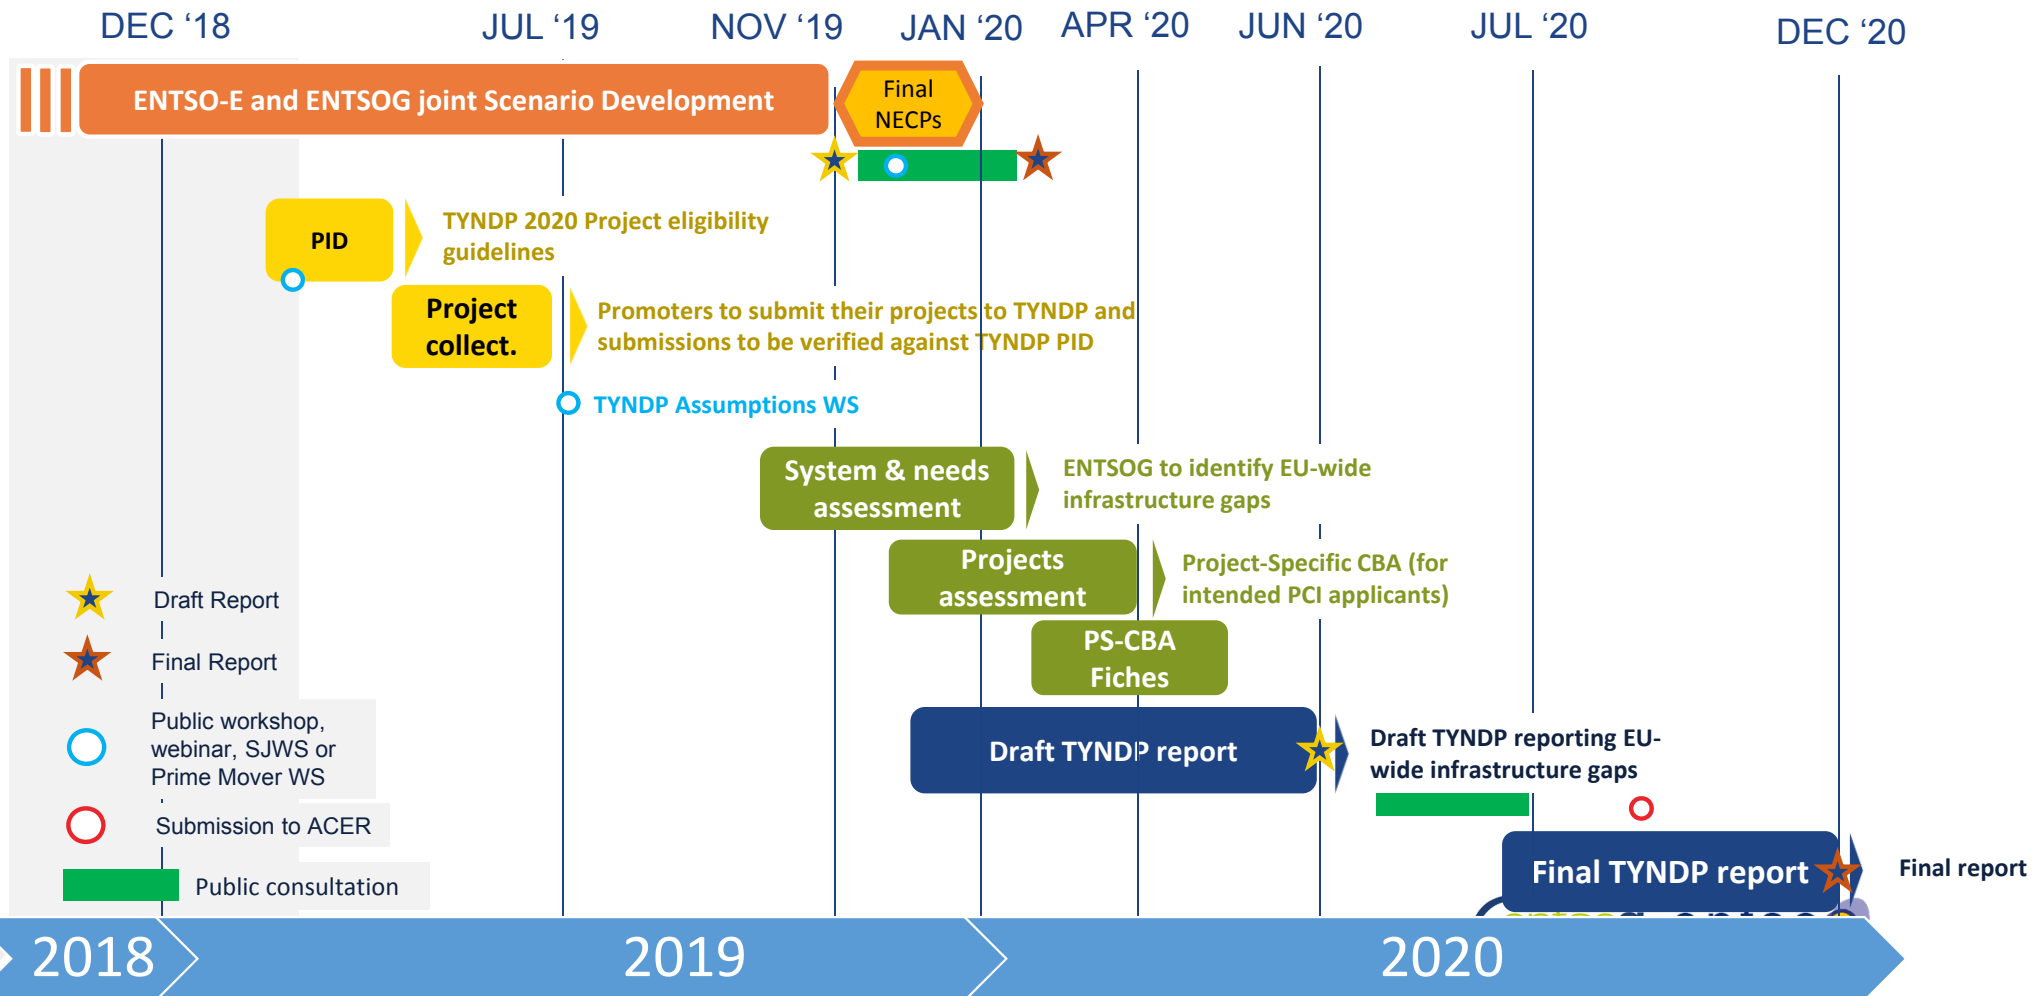 DEC ‘18
JUL ‘19
NOV ‘19
JAN ‘20
APR ‘20
JUN ‘20
JUL ‘20
DEC ‘20
ENTSO-E and ENTSOG joint Scenario Development
Final
NECPs
PID
TYNDP 2020 Project eligibility
guidelines
Project
collect.
Promoters to submit their projects to TYNDP and
submissions to be verified against TYNDP PID
TYNDP Assumptions WS
System & needs
assessment
ENTSOG to identify EU-wide
infrastructure gaps
Projects
assessment
Project-Specific CBA (for
intended PCI applicants)
PS-CBA
Fiches
Draft TYNDP report
Draft TYNDP reporting EU-
wide infrastructure gaps
Final TYNDP report
Final report
Draft Report
Final Report
Public workshop,
webinar, SJWS or
Prime Mover WS
Submission to ACER
Public consultation
2018
2019
2020